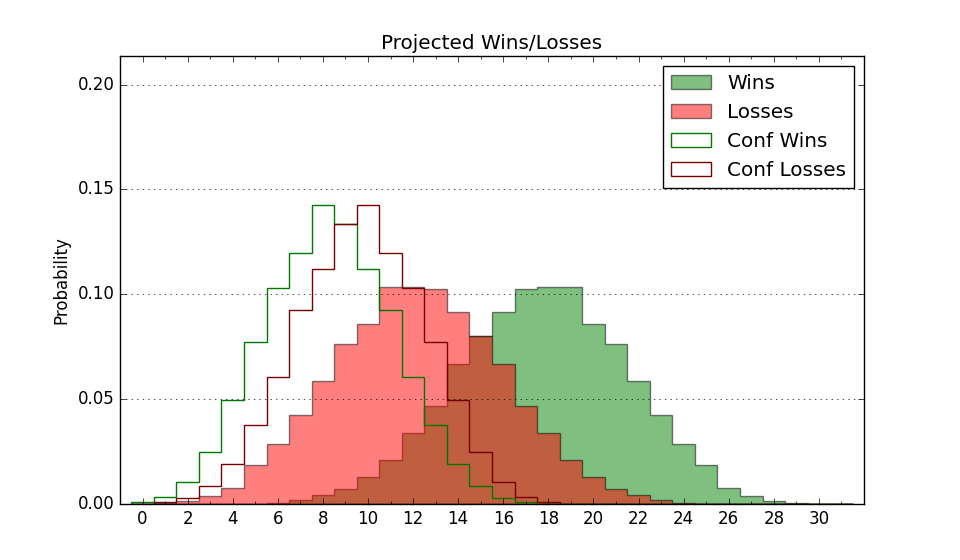 Projected Wins/Losses
0.20
0.15
0.10
0.05
0.00
Probability
Wins
Losses
Conf Wins
Conf Losses
0 2 4 6 8 10 12 14 16 18 20 22 24 26 28 30